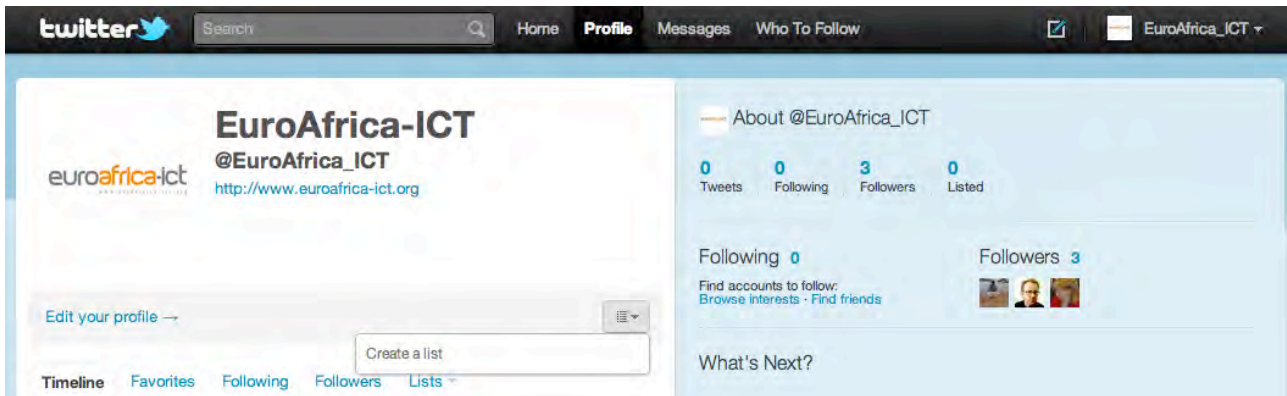 twitter Search Home Profile Messages Who To Follow EuroAfrica_ICT
EuroAfrica-ICT
@EuroAfrica_ICT
http://www.euroafrica-ict.org
euroafrica-ict
Edit your profile →
Create a list
Timeline Favorites Following Followers Lists
About @EuroAfrica_ICT
0 0 3 0
Tweets Following Followers Listed
Following 0 Followers 3
Find accounts to follow:
Browse interests · Find friends
What's Next?